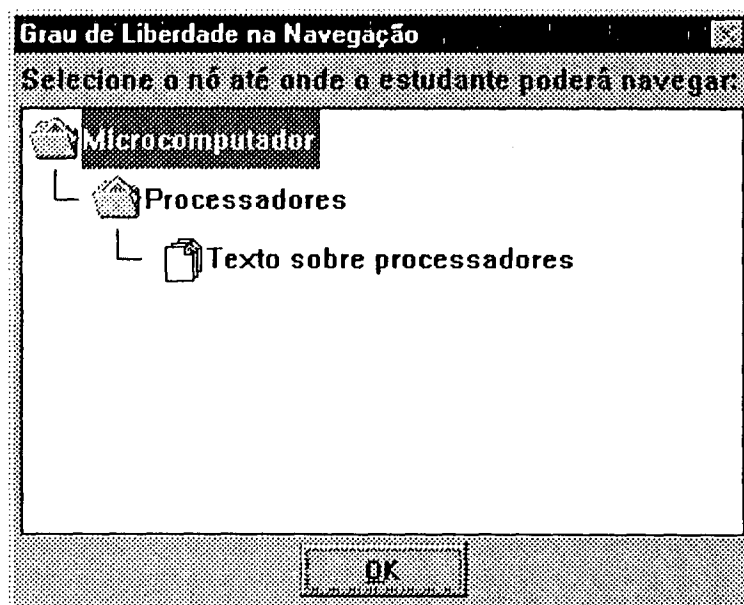 Grau de Liberdade na Navegação
Selecione o nó até onde o estudante poderá navegar:
Microcomputador
Processadores
Texto sobre processadores
OK